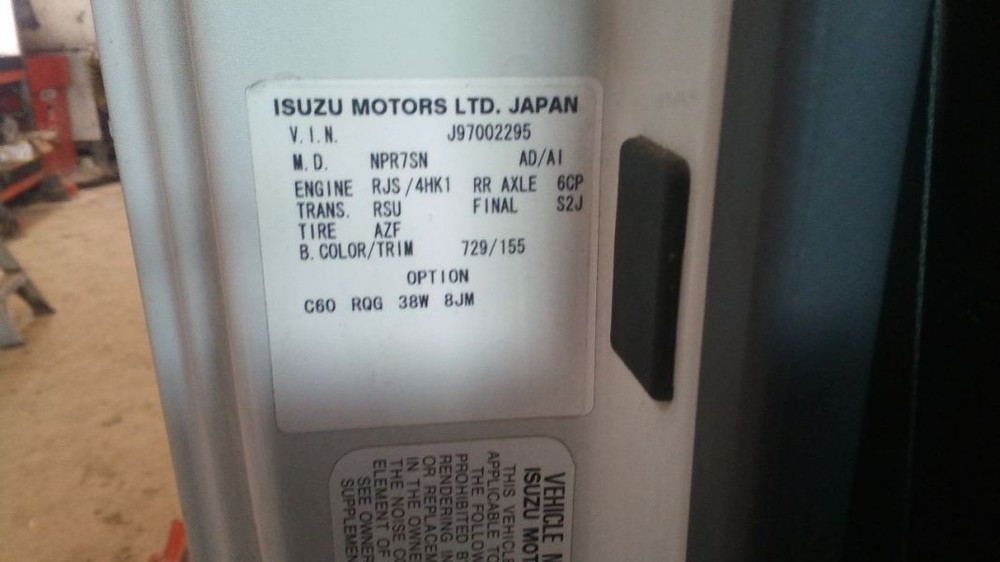 ISUZU MOTORS LTD. JAPAN
V.I.N. J97002295
M.D. NPR7SN AD/AI
ENGINE RJS/4HK1 RR AXLE 6CP
TRANS. RSU FINAL S2J
TIRE AZF
B.COLOR/TRIM 729/155
OPTION
C60 RQG 38W 8JM
VEHICLE N
ISUZU MOT
THIS VEHICLE
APPLICABLE TO
THE FOLLOW
PROHIBITED B
RENDERING IN
OR REPLACEM
IN THE OWNE
THE NOISE CO
ELEMENT OF
SEE OWNER
SUPPLEMEN